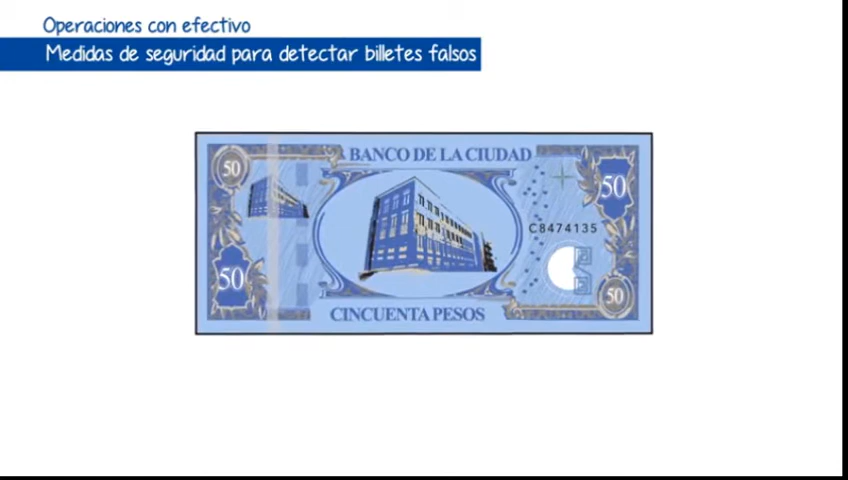 Operaciones con efectivo
Medidas de seguridad para detectar billetes falsos
50
BANCO DE LA CIUDAD
50
C8474135
50
50
CINCUENTA PESOS